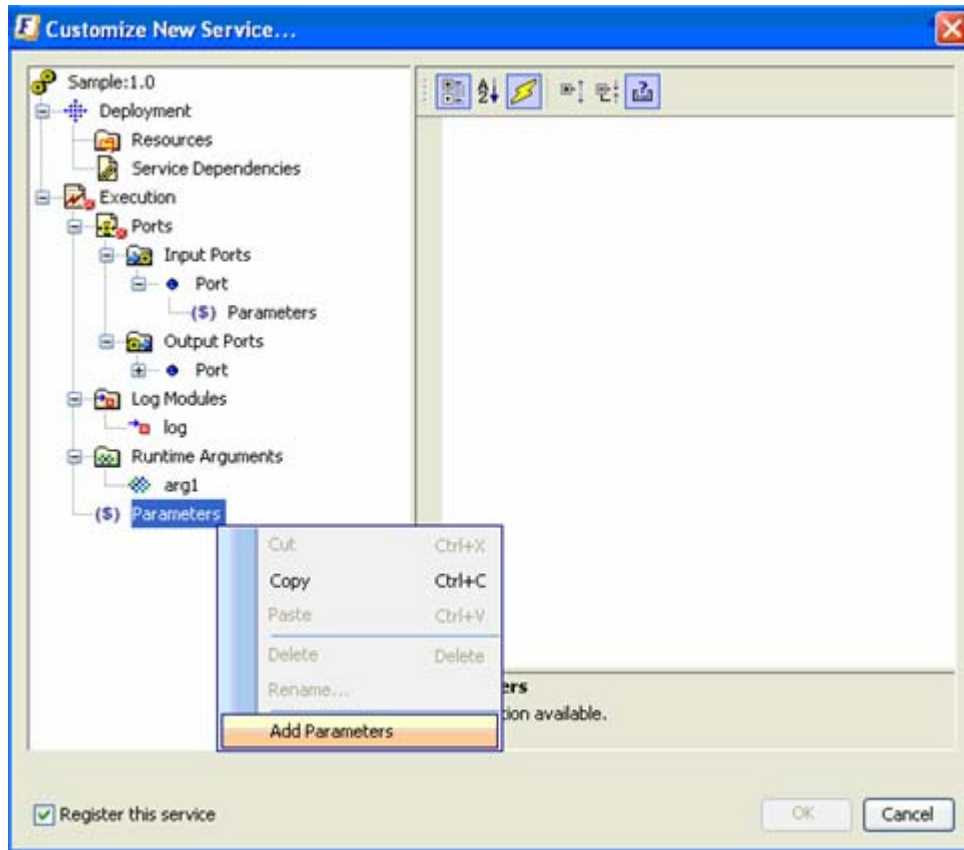 Customize New Service...
Sample:1.0
Deployment
Resources
Service Dependencies
Execution
Ports
Input Ports
Port
($) Parameters
Output Ports
Port
Log Modules
log
Runtime Arguments
arg1
($) Parameters
Cut Ctrl+X
Copy Ctrl+C
Paste Ctrl+V
Delete Delete
Rename...
Add Parameters
ers
ion available.
Register this service
OK
Cancel